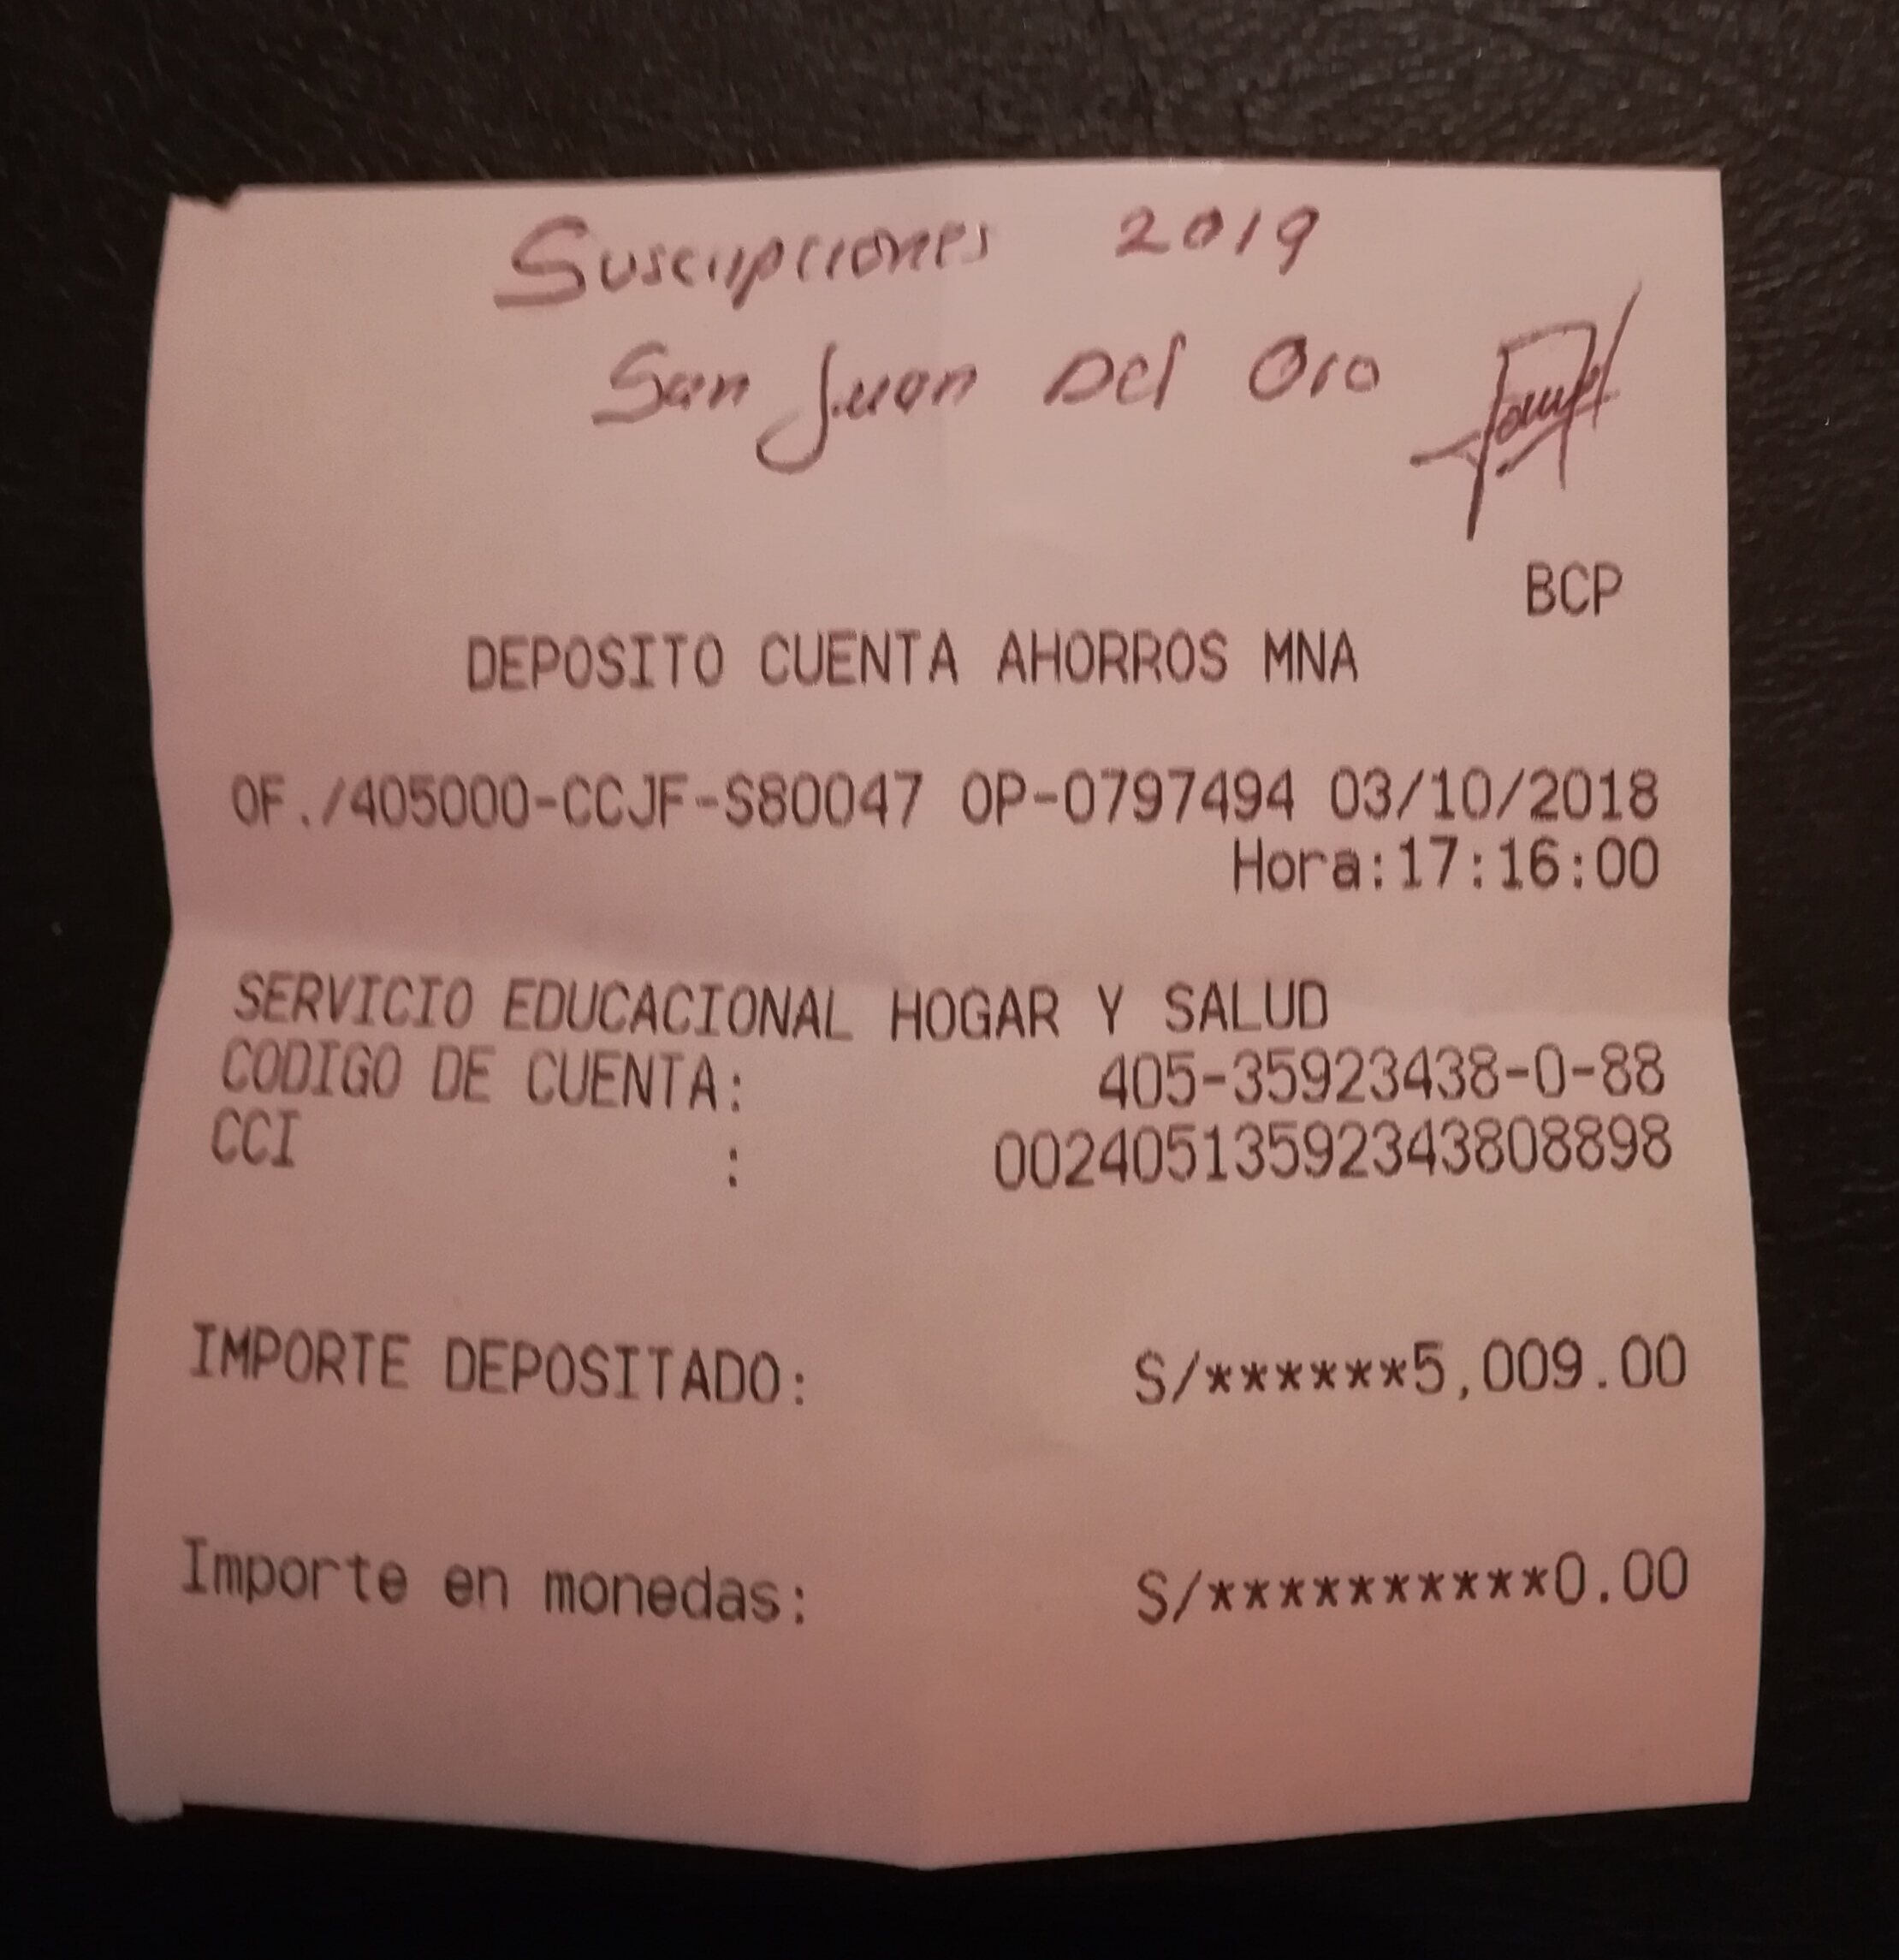 Suscripciones 2019
San Juan Del Oro
BCP
DEPOSITO CUENTA AHORROS MNA
OF./405000-CCJF-S80047 OP-0797494 03/10/2018
Hora:17:16:00
SERVICIO EDUCACIONAL HOGAR Y SALUD
CODIGO DE CUENTA: 405-35923438-0-88
CCI : 00240513592343808898
IMPORTE DEPOSITADO: S/******5,009.00
Importe en monedas: S/**********0.00